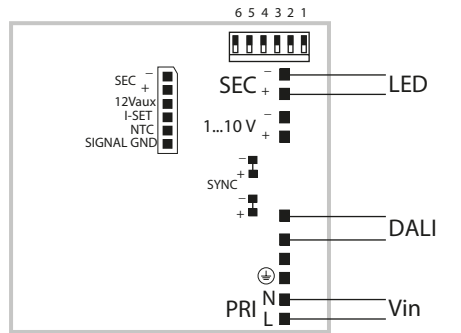 6 5 4 3 2 1
SEC −
+
12Vaux
I-SET
NTC
SIGNAL GND
SEC −
+
LED
1...10 V −
+
−
+
SYNC
−
+
DALI
PRI N
L
Vin